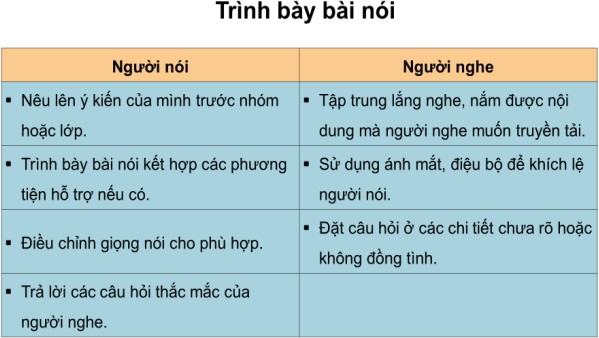 Trình bày bài nói
Người nói
Người nghe
▪ Nêu lên ý kiến của mình trước nhóm
hoặc lớp.
▪ Tập trung lắng nghe, nắm được nội
dung mà người nghe muốn truyền tải.
▪ Trình bày bài nói kết hợp các phương
tiện hỗ trợ nếu có.
▪ Sử dụng ánh mắt, điệu bộ để khích lệ
người nói.
▪ Điều chỉnh giọng nói cho phù hợp.
▪ Đặt câu hỏi ở các chi tiết chưa rõ hoặc
không đồng tình.
▪ Trả lời các câu hỏi thắc mắc của
người nghe.